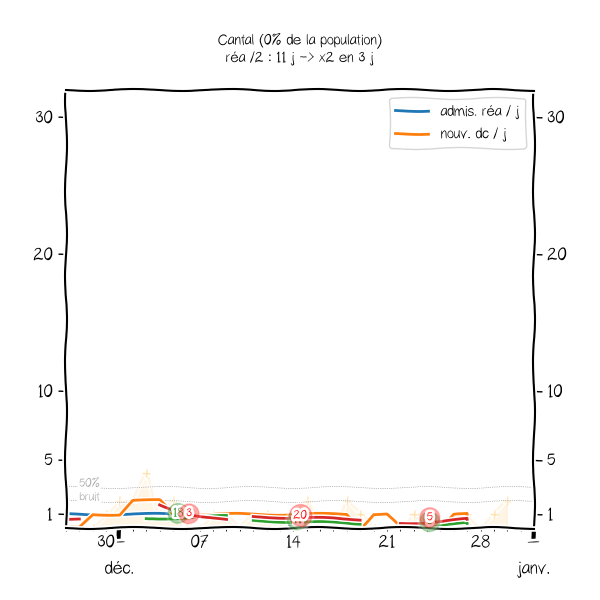 Cantal (0% de la population)
réa /2 : 11 j -> x2 en 3 j
admis. réa / j
nouv. dc / j
30
30
20
20
10
10
5
5
50%
bruit
1
1
18
3
20
5
30
07
14
21
28
déc.
janv.